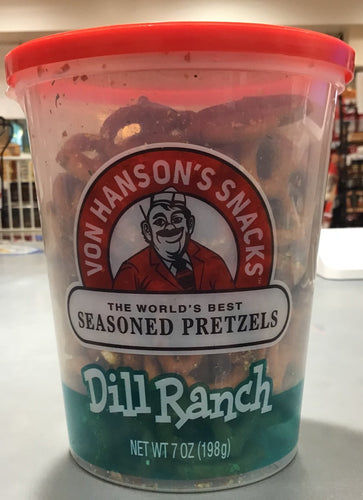 VON HANSON'S SNACKS
THE WORLD'S BEST
SEASONED PRETZELS
Dill Ranch
NET WT 7 OZ (198g)